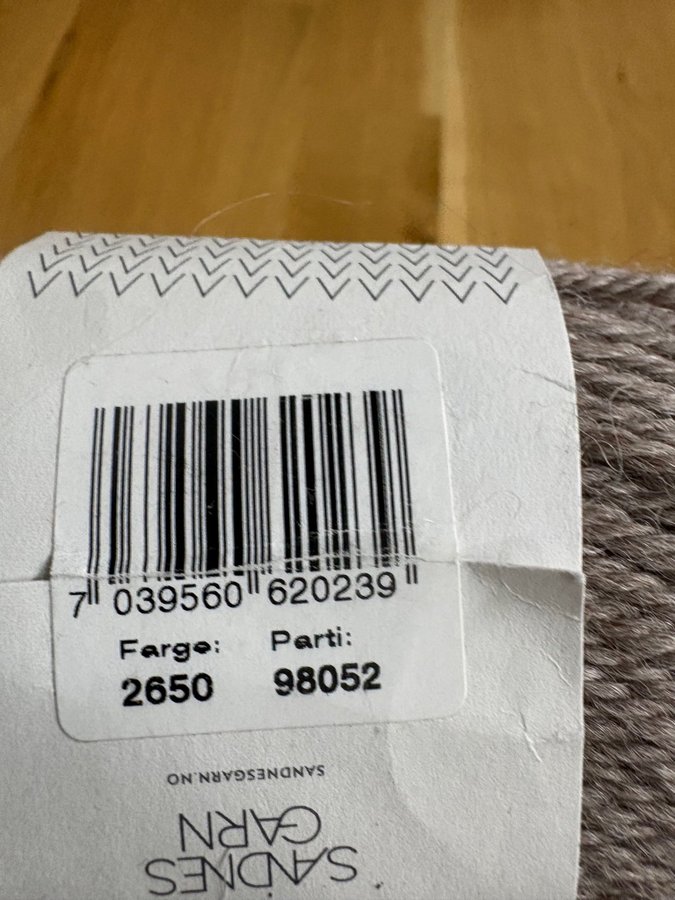 7 039560 620239
Farge: Parti:
2650 98052
SANDNESGARN.NO
SANDNES
GARN